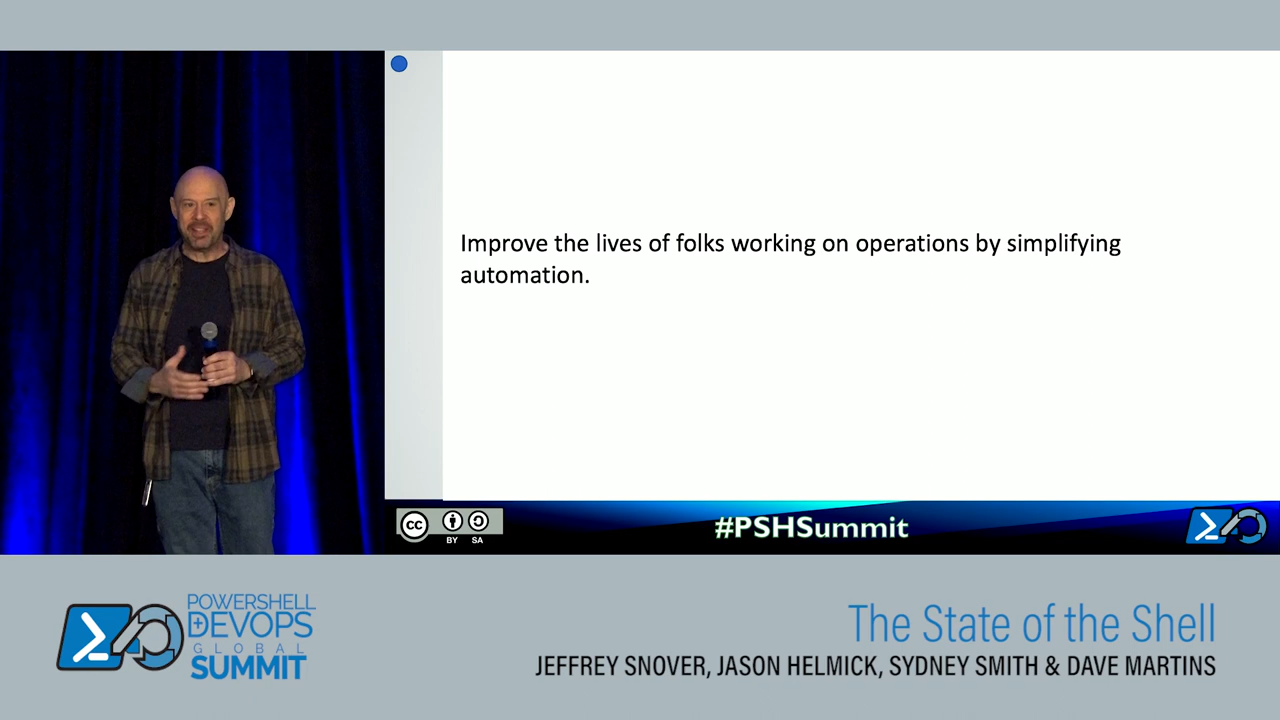 Improve the lives of folks working on operations by simplifying
automation.
cc
BY SA
#PSHSummit
POWERSHELL
+DEVOPS
GLOBAL
SUMMIT
The State of the Shell
JEFFREY SNOVER, JASON HELMICK, SYDNEY SMITH & DAVE MARTINS